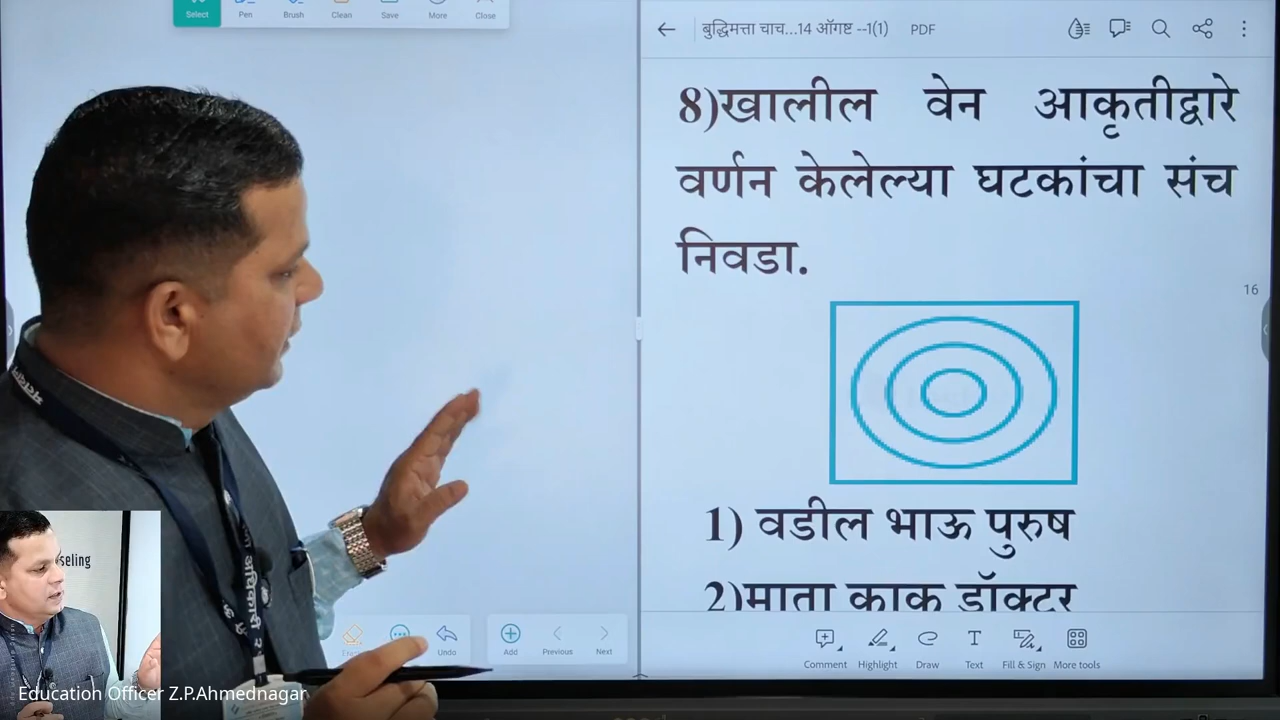 Select Pen Brush Clean Save More Close
बुद्धिमत्ता चाच...14 ऑगष्ट --1(1) PDF
8)खालील वेन आकृतीद्वारे
वर्णन केलेल्या घटकांचा संच
निवडा.
16
1) वडील भाऊ पुरुष
2)माता काक डॉक्टर
Undo Add Previous Next
Comment Highlight Draw Text Fill & Sign More tools
seling
Education Officer Z.P.Ahmednagar